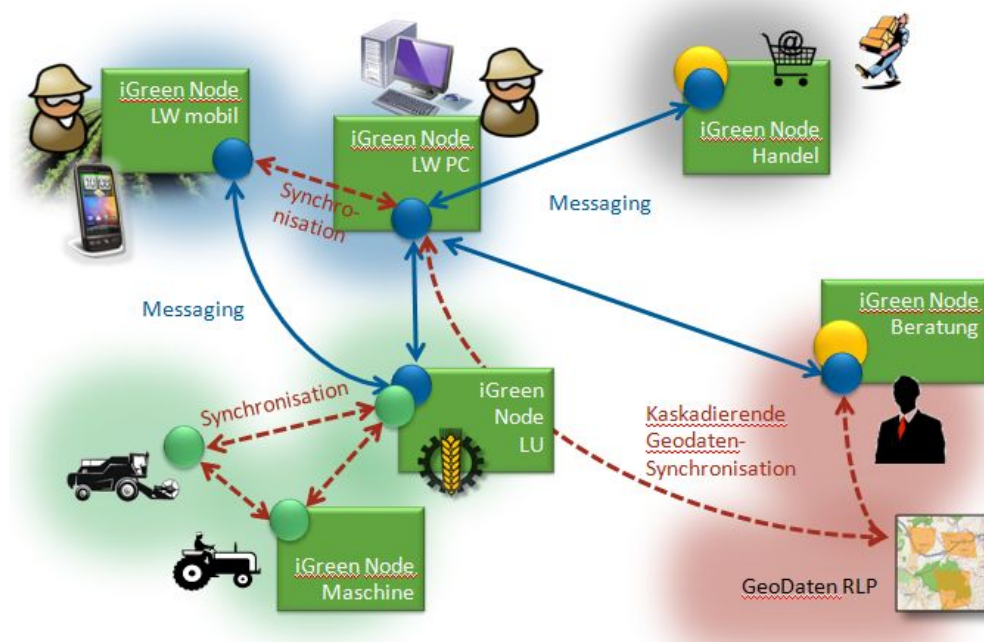 iGreen Node
LW mobil
iGreen Node
LW PC
@
iGreen Node
Handel
Synchro-
nisation
Messaging
Messaging
iGreen Node
Beratung
iGreen
Node
LU
Synchronisation
Kaskadierende
Geodaten-
Synchronisation
iGreen Node
Maschine
GeoDaten RLP